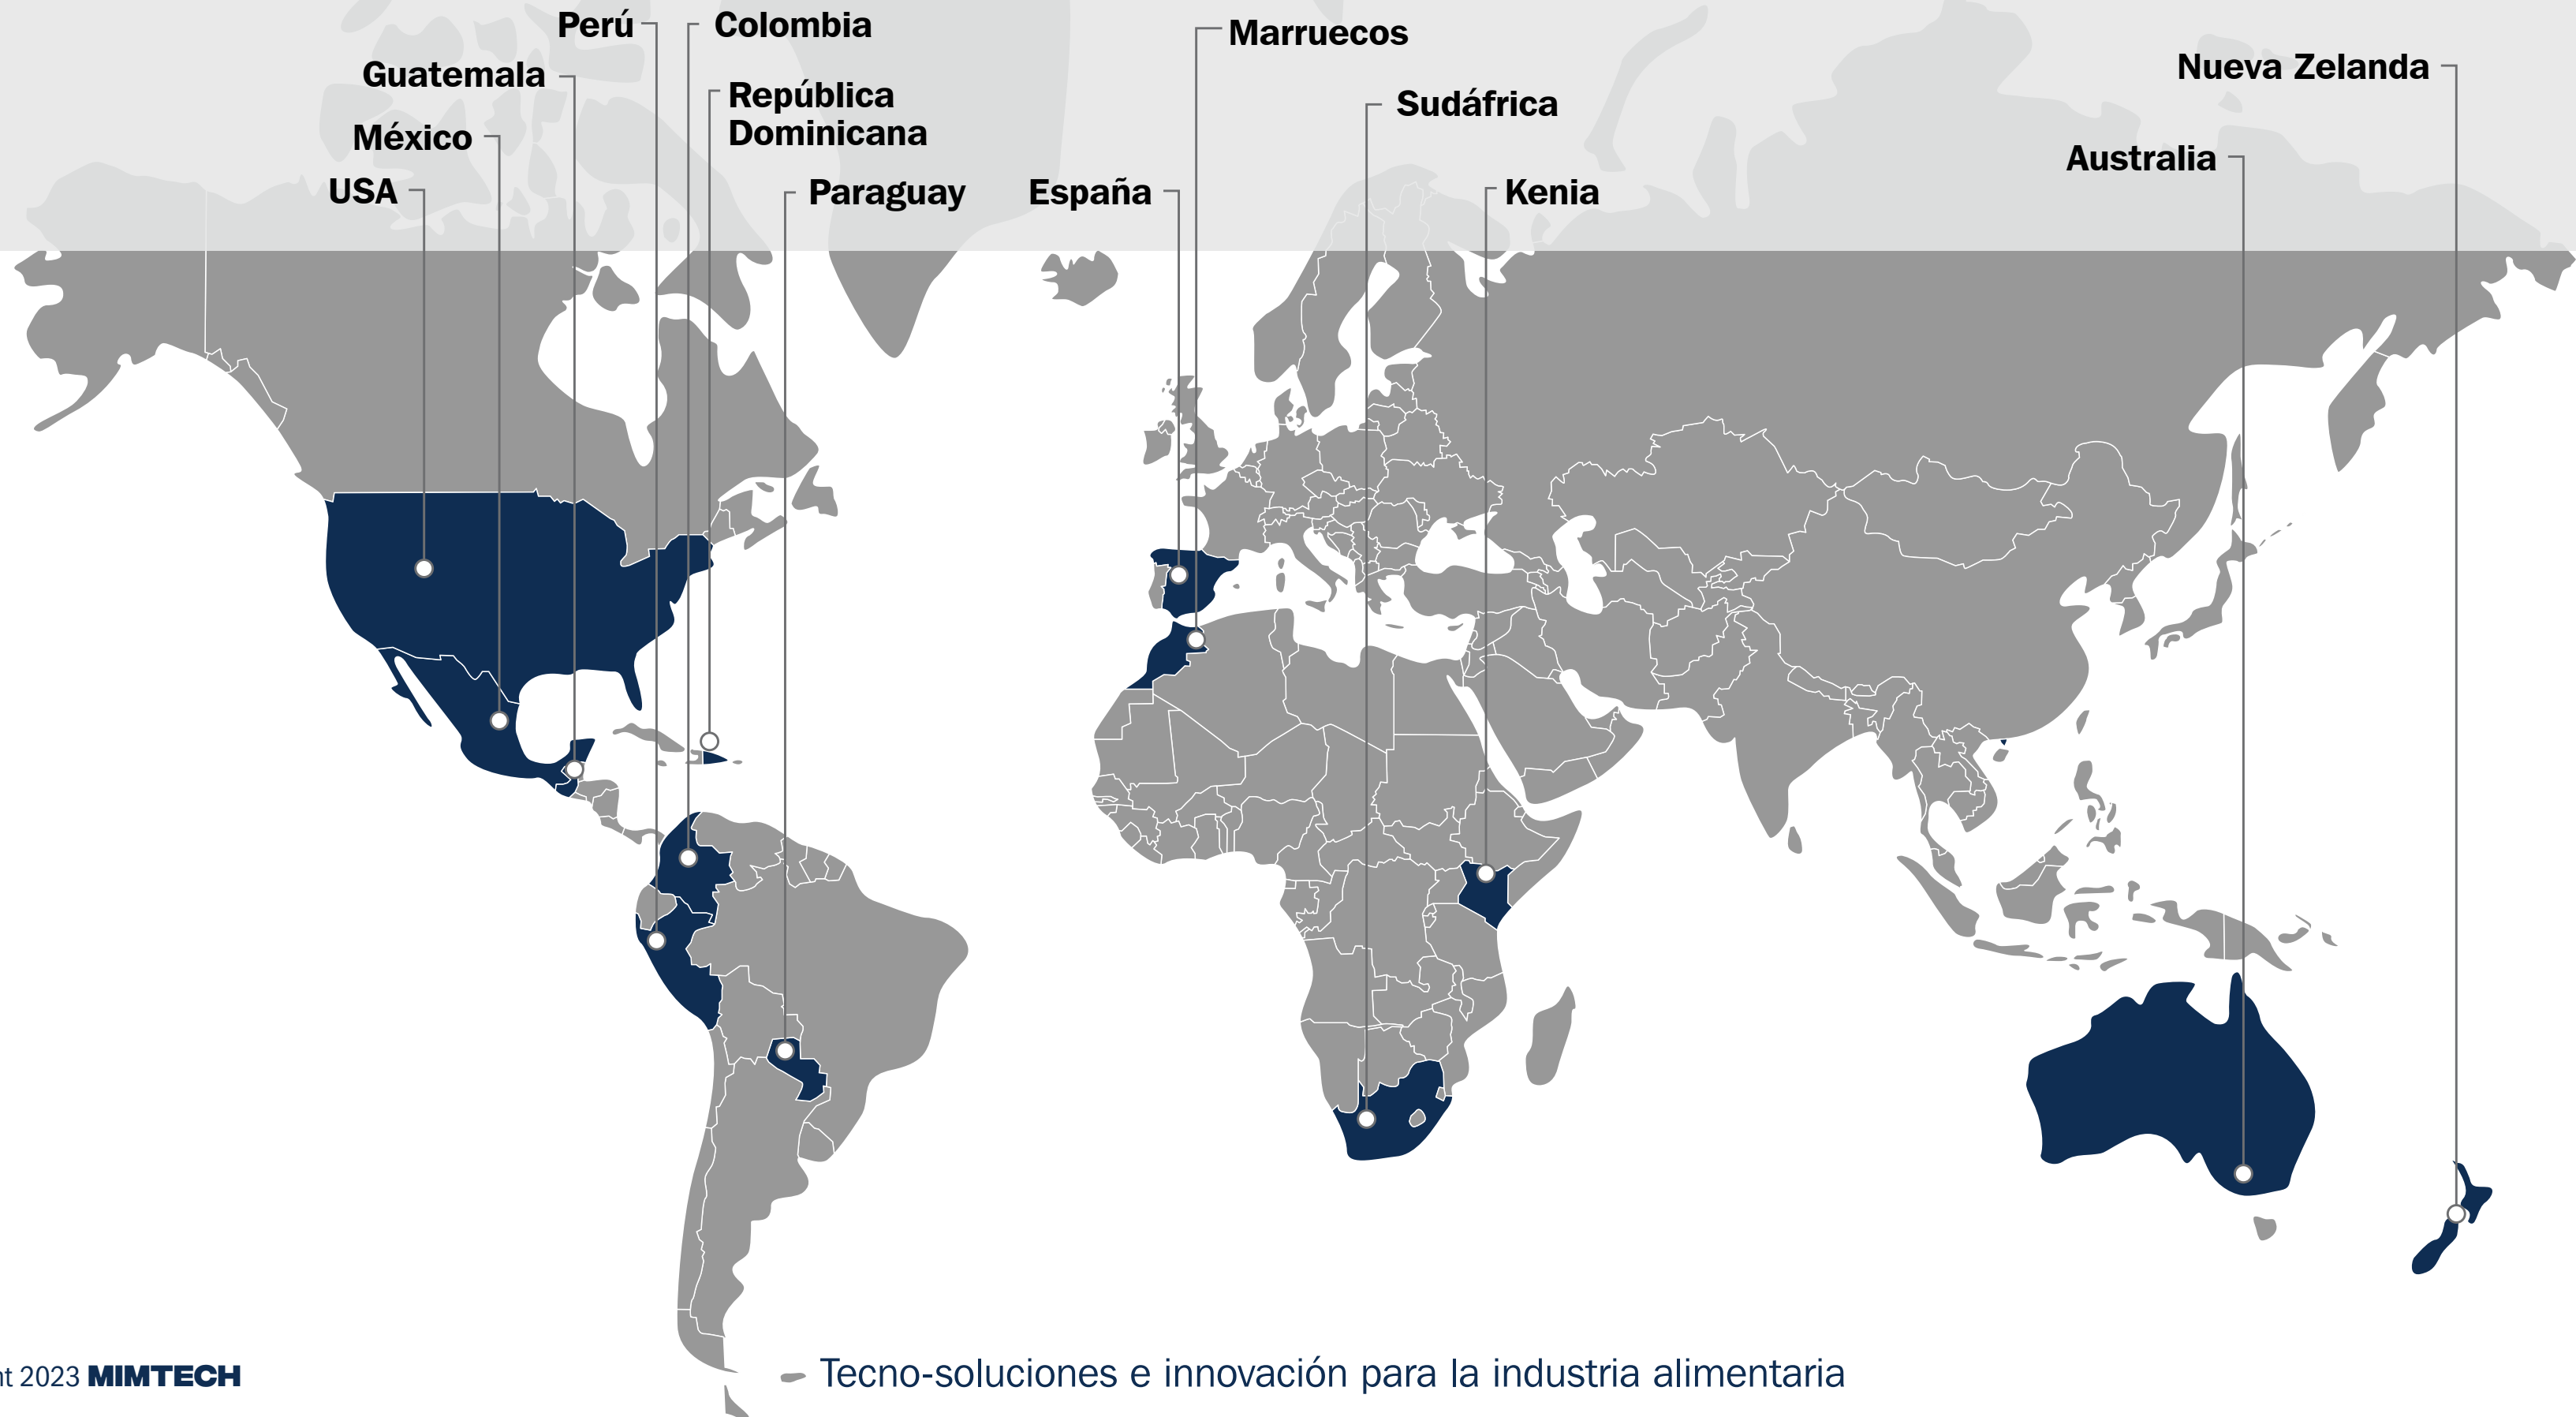 Perú
Colombia
Marruecos
Guatemala
Nueva Zelanda
República
Dominicana
Sudáfrica
México
Australia
USA
Paraguay
España
Kenia
2023 MIMTECH
Tecno-soluciones e innovación para la industria alimentaria